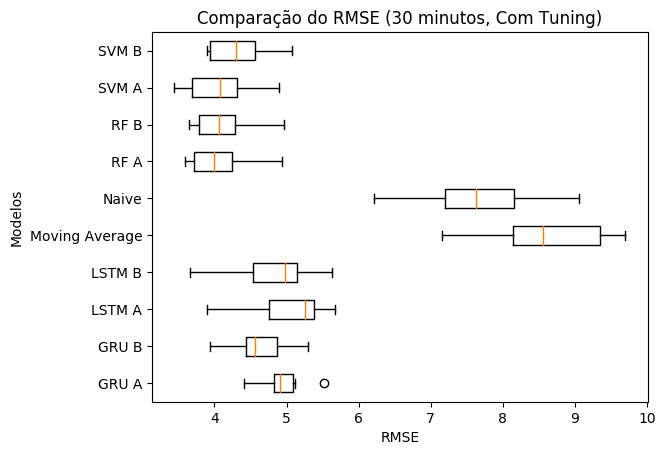 Comparação do RMSE (30 minutos, Com Tuning)
Modelos
SVM B
SVM A
RF B
RF A
Naive
Moving Average
LSTM B
LSTM A
GRU B
GRU A
4 5 6 7 8 9 10
RMSE